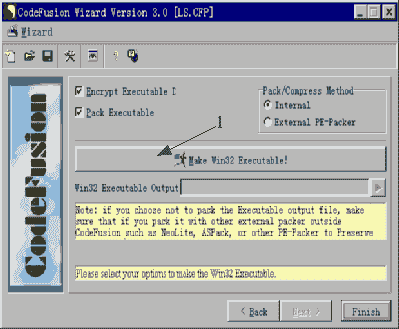 CodeFusion Wizard Version 3.0 [LS.CFP]
Wizard
CodeFusion
Encrypt Executable I
Pack Executable
Pack/Compress Method
Internal
External PE-Packer
1
Make Win32 Executable!
Win32 Executable Output
Note: if you choose not to pack the Executable output file, make
sure that if you pack it with other external packer outside
CodeFusion such as NeoLite, ASPack, or other PE-Packer to Preserve
Please select your options to make the Win32 Executable.
< Back
Next >
Finish